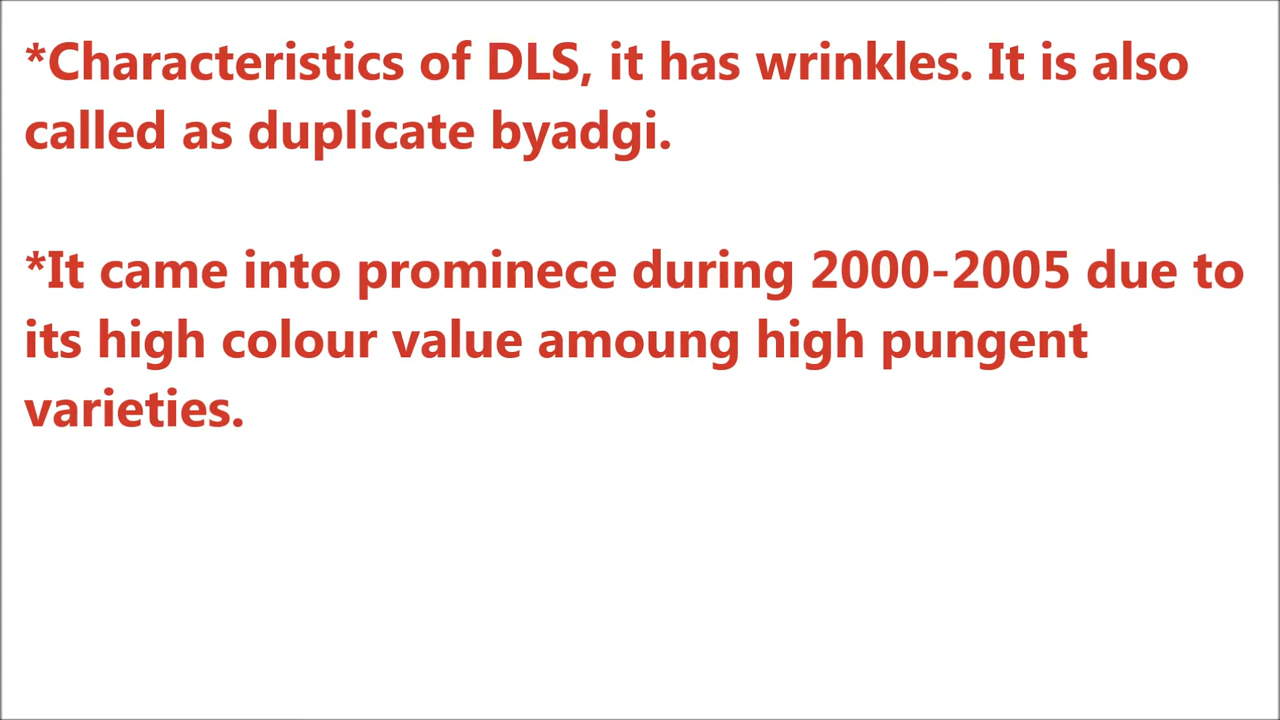 *Characteristics of DLS, it has wrinkles. It is also
called as duplicate byadgi.
*It came into prominece during 2000-2005 due to
its high colour value amoung high pungent
varieties.